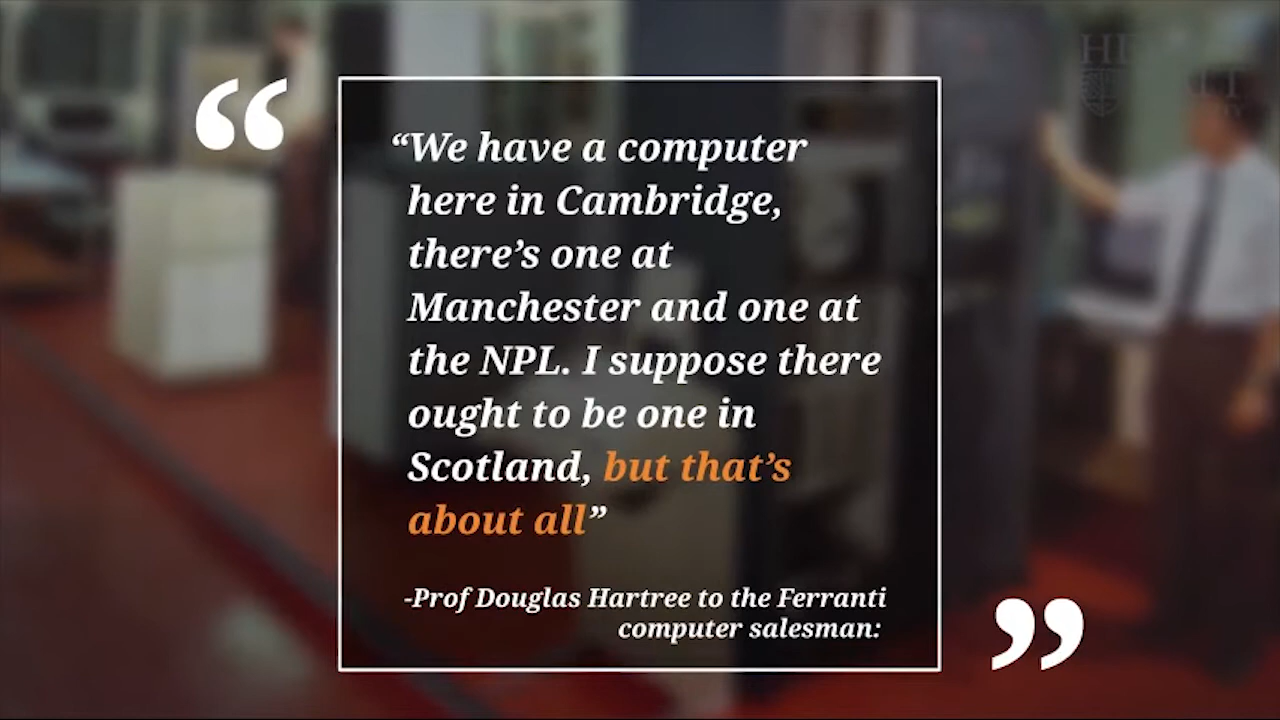 “We have a computer
here in Cambridge,
there’s one at
Manchester and one at
the NPL. I suppose there
ought to be one in
Scotland, but that’s
about all”
-Prof Douglas Hartree to the Ferranti
computer salesman: